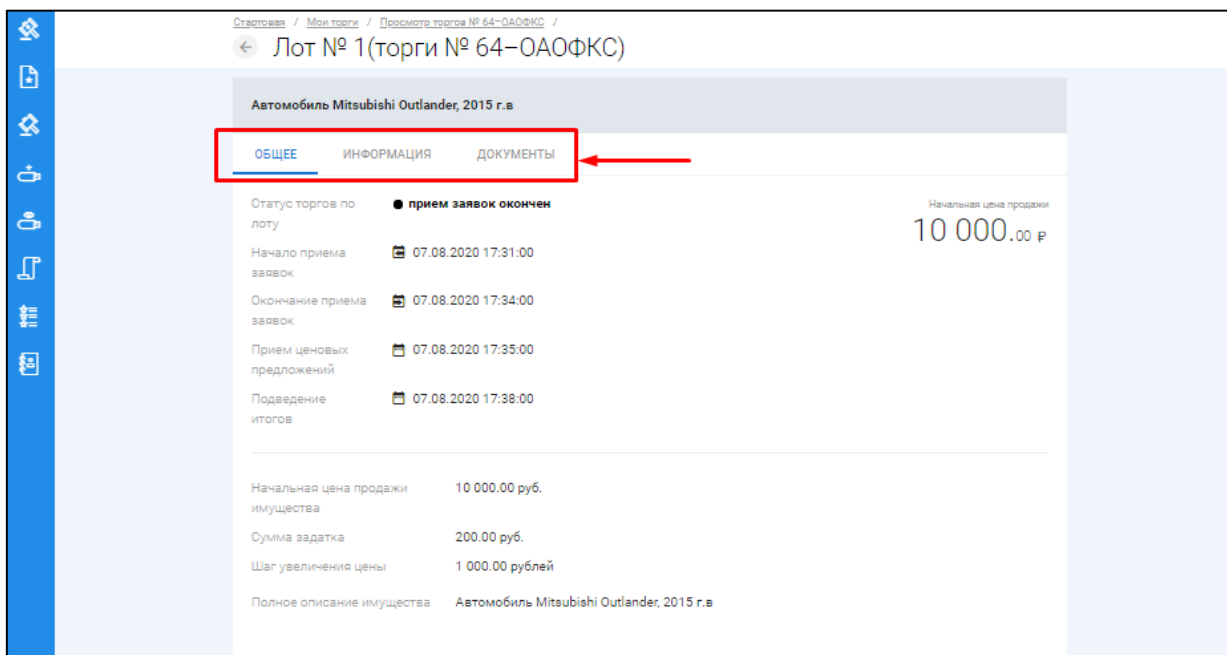 Стартовая / Мои торги / Просмотр торгов № 64-ОАОФКС /
Лот № 1(торги № 64-ОАОФКС)
Автомобиль Mitsubishi Outlander, 2015 г.в
ОБЩЕЕ ИНФОРМАЦИЯ ДОКУМЕНТЫ
Статус торгов по лоту
прием заявок окончен
Начальная цена продажи
10 000.00 ₽
Начало приема заявок
07.08.2020 17:31:00
Окончание приема заявок
07.08.2020 17:34:00
Прием ценовых предложений
07.08.2020 17:35:00
Подведение итогов
07.08.2020 17:38:00
Начальная цена продажи имущества
10 000.00 руб.
Сумма задатка 200.00 руб.
Шаг увеличения цены 1 000.00 рублей
Полное описание имущества Автомобиль Mitsubishi Outlander, 2015 г.в